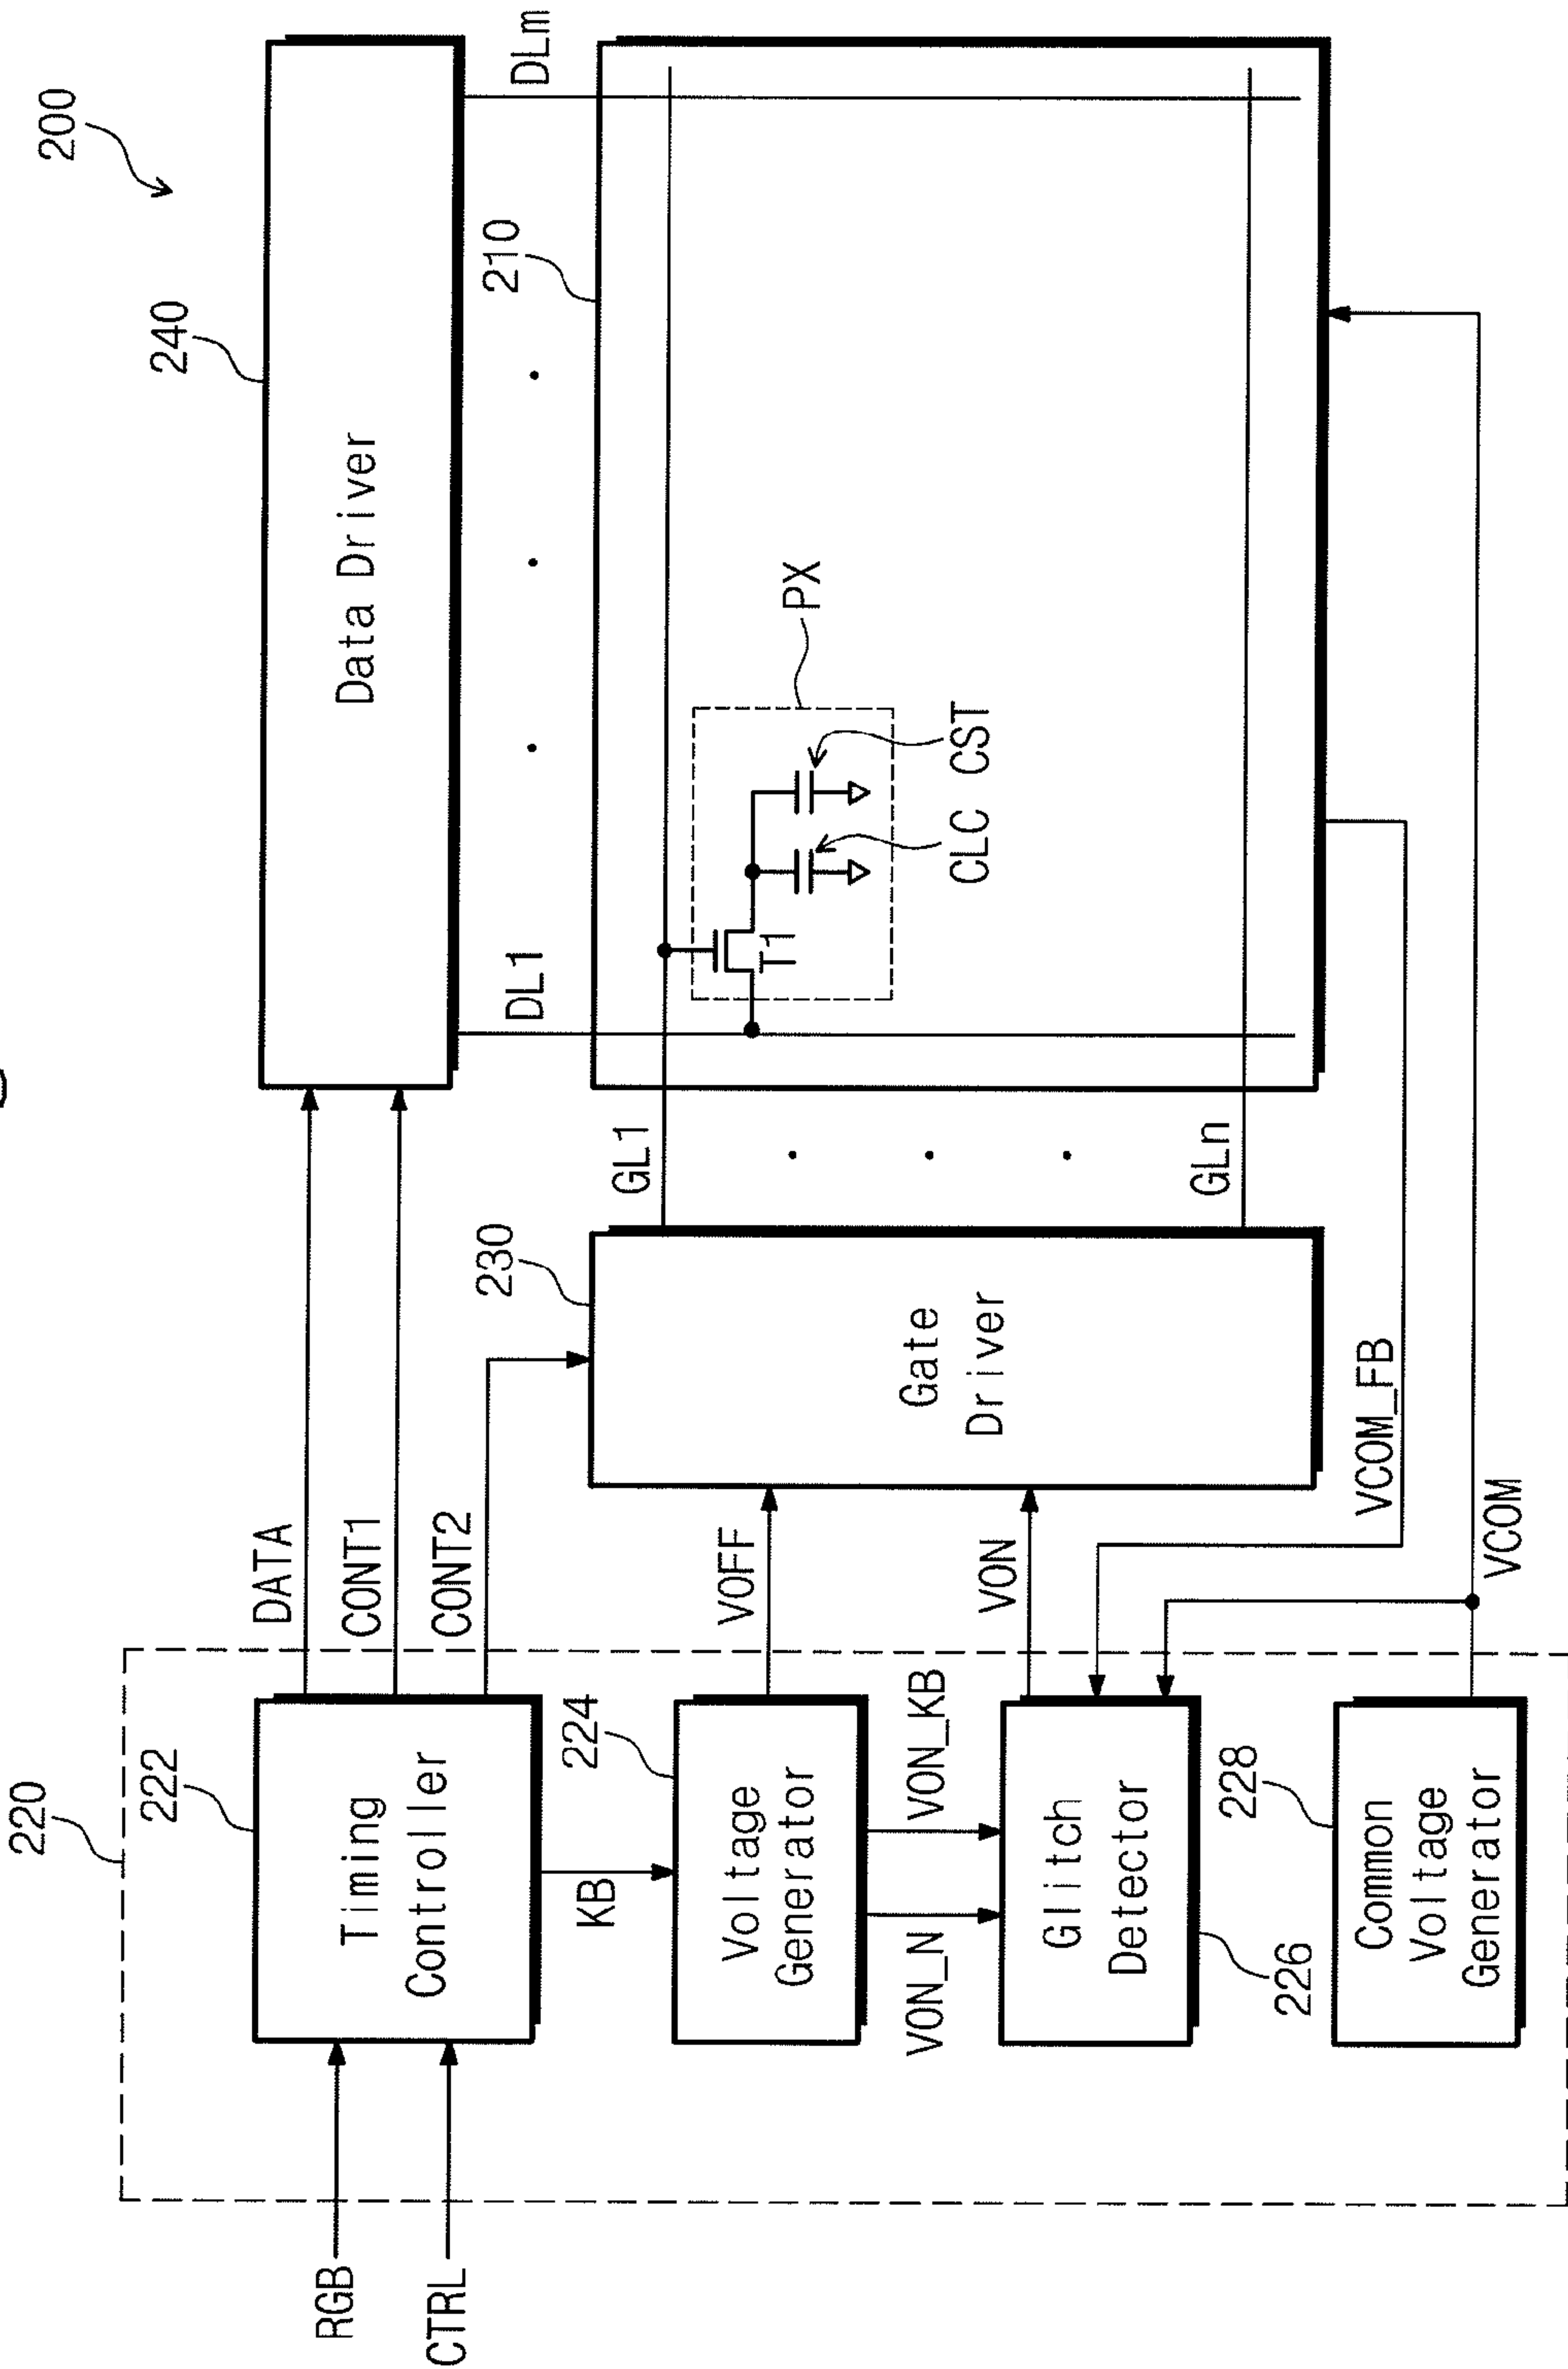 200
240
Data Driver
DLm
210
DL1
PX
T1
CLC
CST
DATA
CONT1
CONT2
230
GL1
GLn
Gate
Driver
VOFF
VON
VCOM_FB
VCOM
220
222
Timing
Controller
RGB
CTRL
KB
224
Voltage
Generator
VON_N
VON_KB
Glitch
Detector
226
228
Common
Voltage
Generator